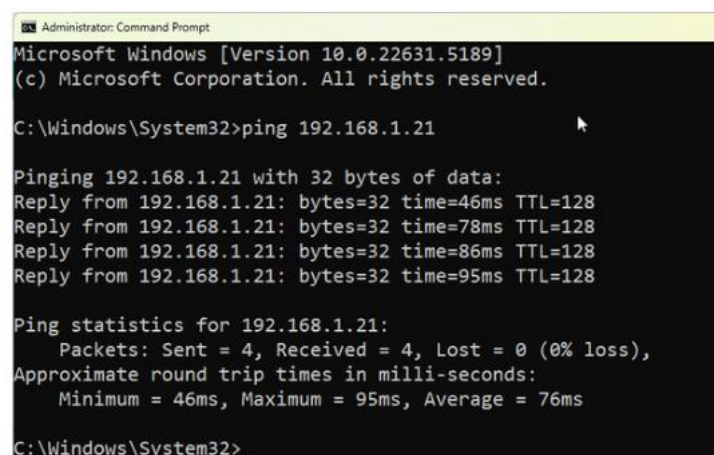 Administrator: Command Prompt
Microsoft Windows [Version 10.0.22631.5189]
(c) Microsoft Corporation. All rights reserved.
C:\Windows\System32>ping 192.168.1.21
Pinging 192.168.1.21 with 32 bytes of data:
Reply from 192.168.1.21: bytes=32 time=46ms TTL=128
Reply from 192.168.1.21: bytes=32 time=78ms TTL=128
Reply from 192.168.1.21: bytes=32 time=86ms TTL=128
Reply from 192.168.1.21: bytes=32 time=95ms TTL=128
Ping statistics for 192.168.1.21:
    Packets: Sent = 4, Received = 4, Lost = 0 (0% loss),
Approximate round trip times in milli-seconds:
    Minimum = 46ms, Maximum = 95ms, Average = 76ms
C:\Windows\System32>